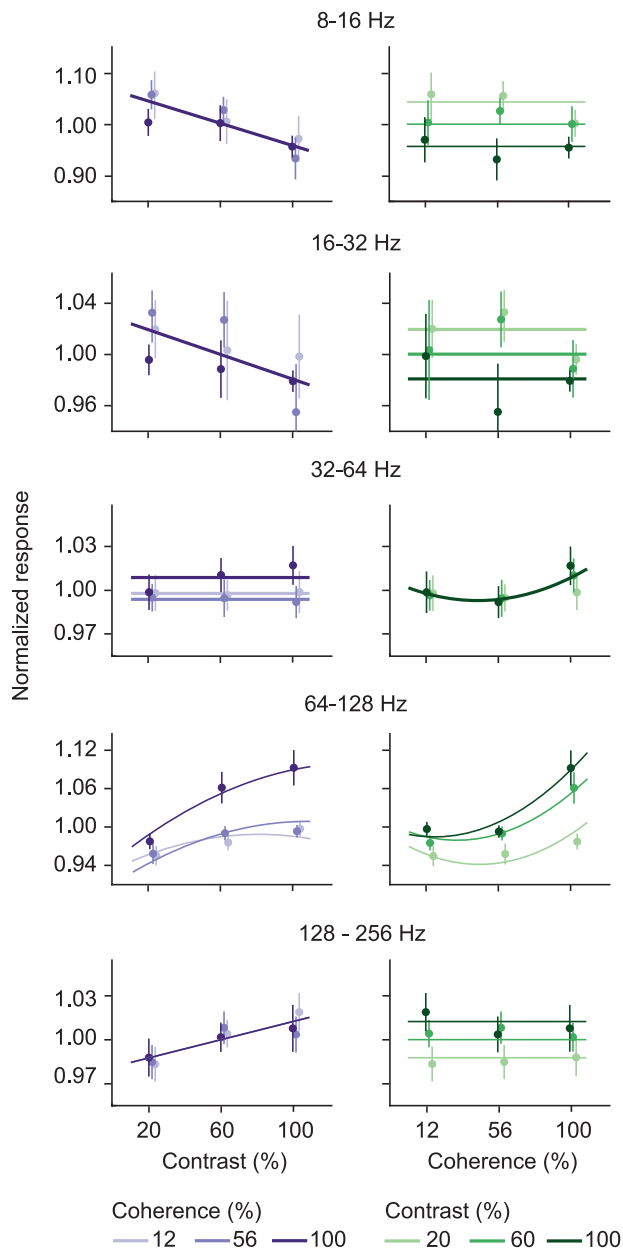 8-16 Hz
1.10
1.00
0.90
16-32 Hz
1.04
1.00
0.96
32-64 Hz
Normalized response
1.03
1.00
0.97
64-128 Hz
1.12
1.06
1.00
0.94
128 - 256 Hz
1.03
1.00
0.97
20 60 100 12 56 100
Contrast (%) Coherence (%)
Coherence (%) Contrast (%)
12 56 100 20 60 100